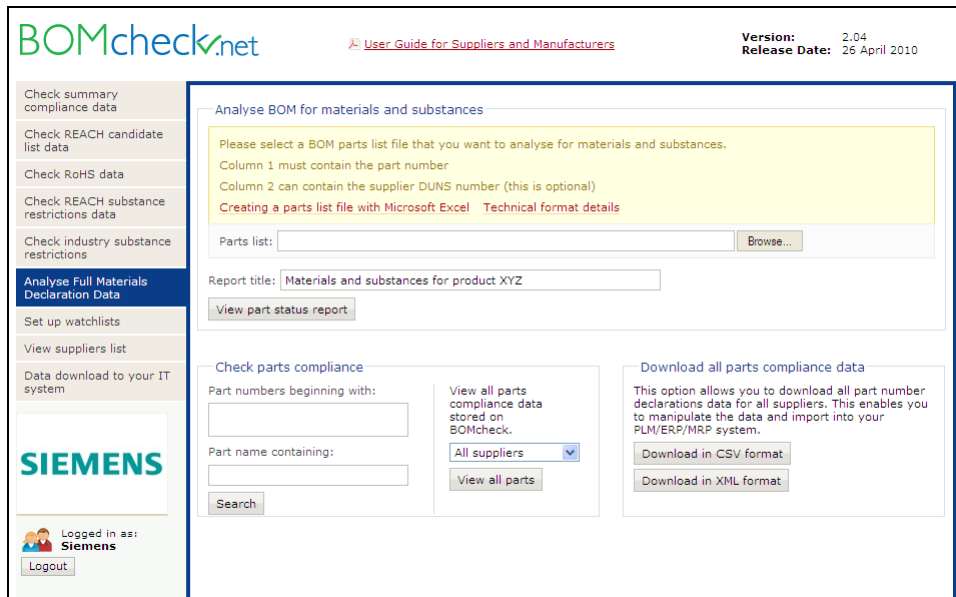 BOMcheck.net
User Guide for Suppliers and Manufacturers
Version: 2.04
Release Date: 26 April 2010
Check summary
compliance data
Check REACH candidate
list data
Check RoHS data
Check REACH substance
restrictions data
Check industry substance
restrictions
Analyse Full Materials
Declaration Data
Set up watchlists
View suppliers list
Data download to your IT
system
SIEMENS
Logged in as:
Siemens
Logout
Analyse BOM for materials and substances
Please select a BOM parts list file that you want to analyse for materials and substances.
Column 1 must contain the part number
Column 2 can contain the supplier DUNS number (this is optional)
Creating a parts list file with Microsoft Excel Technical format details
Parts list: Browse...
Report title: Materials and substances for product XYZ
View part status report
Check parts compliance
Part numbers beginning with:
Part name containing:
Search
View all parts
compliance data
stored on
BOMcheck.
All suppliers
View all parts
Download all parts compliance data
This option allows you to download all part number
declarations data for all suppliers. This enables you
to manipulate the data and import into your
PLM/ERP/MRP system.
Download in CSV format
Download in XML format